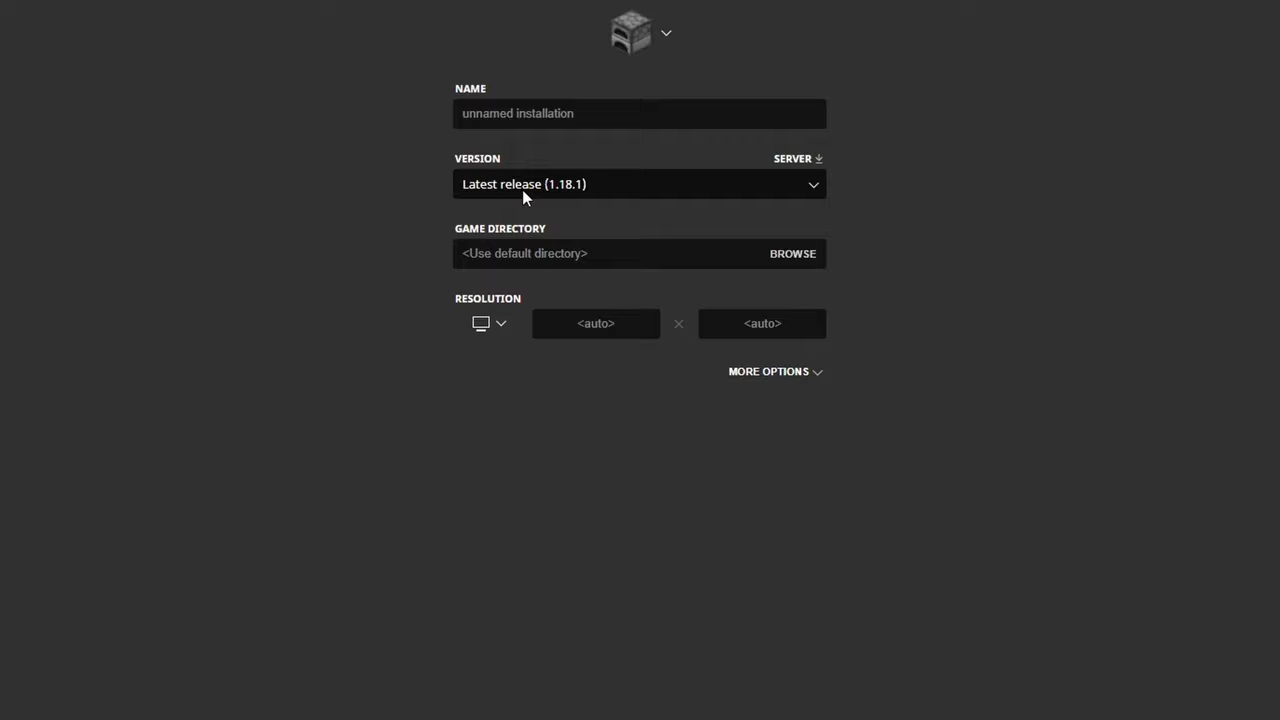 NAME
unnamed installation
VERSION
SERVER
Latest release (1.18.1)
GAME DIRECTORY
<Use default directory>
BROWSE
RESOLUTION
<auto>
<auto>
MORE OPTIONS